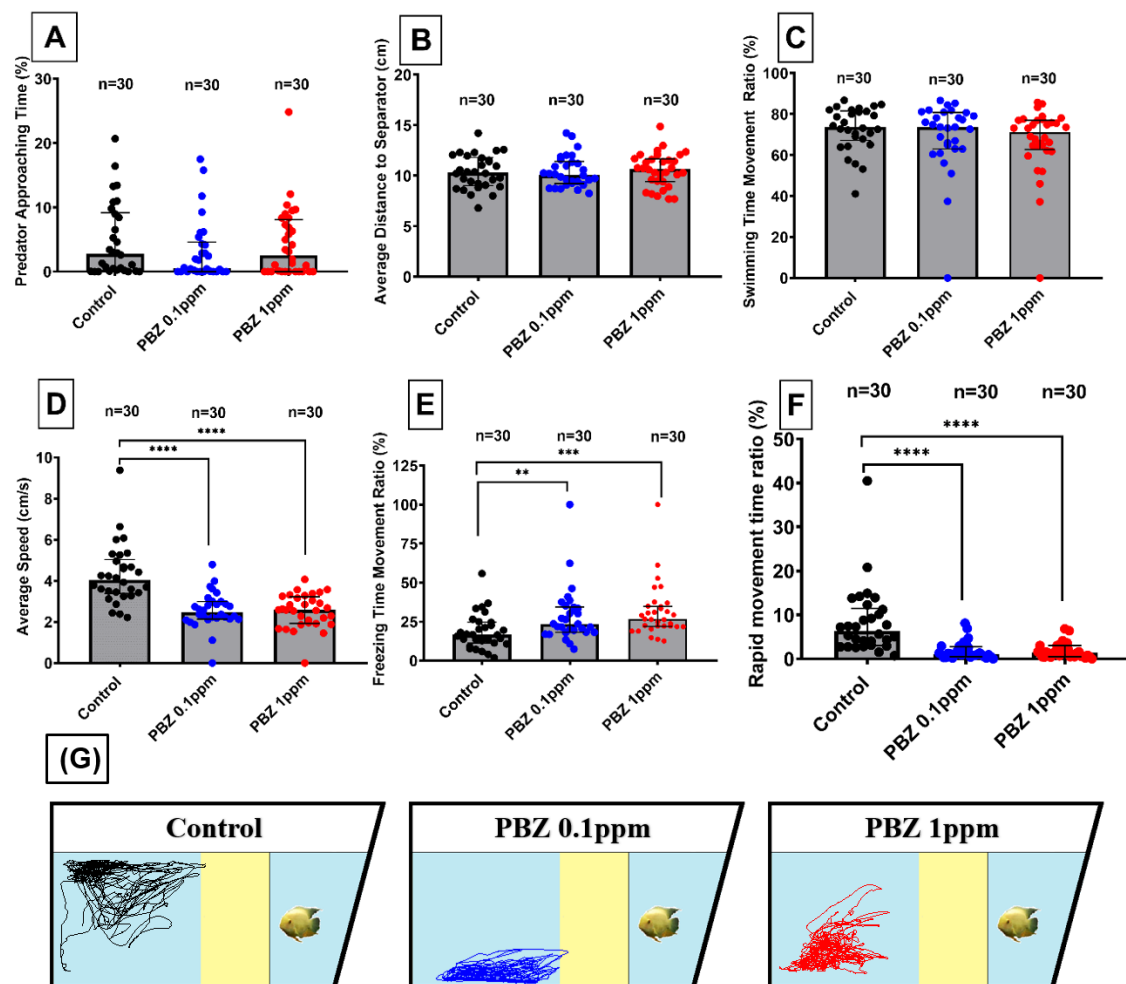 A
n=30 n=30 n=30
Predator Approaching Time (%)
30
20
10
0
Control
PBZ 0.1ppm
PBZ 1ppm
B
n=30 n=30 n=30
Average Distance to Separator (cm)
20
15
10
5
0
Control
PBZ 0.1ppm
PBZ 1ppm
C
n=30 n=30 n=30
Swimming Time Movement Ratio (%)
100
80
60
40
20
0
Control
PBZ 0.1ppm
PBZ 1ppm
D
n=30 n=30 n=30
****
****
Average Speed (cm/s)
10
8
6
4
2
0
Control
PBZ 0.1ppm
PBZ 1ppm
E
n=30 n=30 n=30
***
**
Freezing Time Movement Ratio (%)
125
100
75
50
25
0
Control
PBZ 0.1ppm
PBZ 1ppm
F
n=30 n=30 n=30
****
****
Rapid movement time ratio (%)
50
40
30
20
10
0
Control
PBZ 0.1ppm
PBZ 1ppm
(G)
Control
PBZ 0.1ppm
PBZ 1ppm